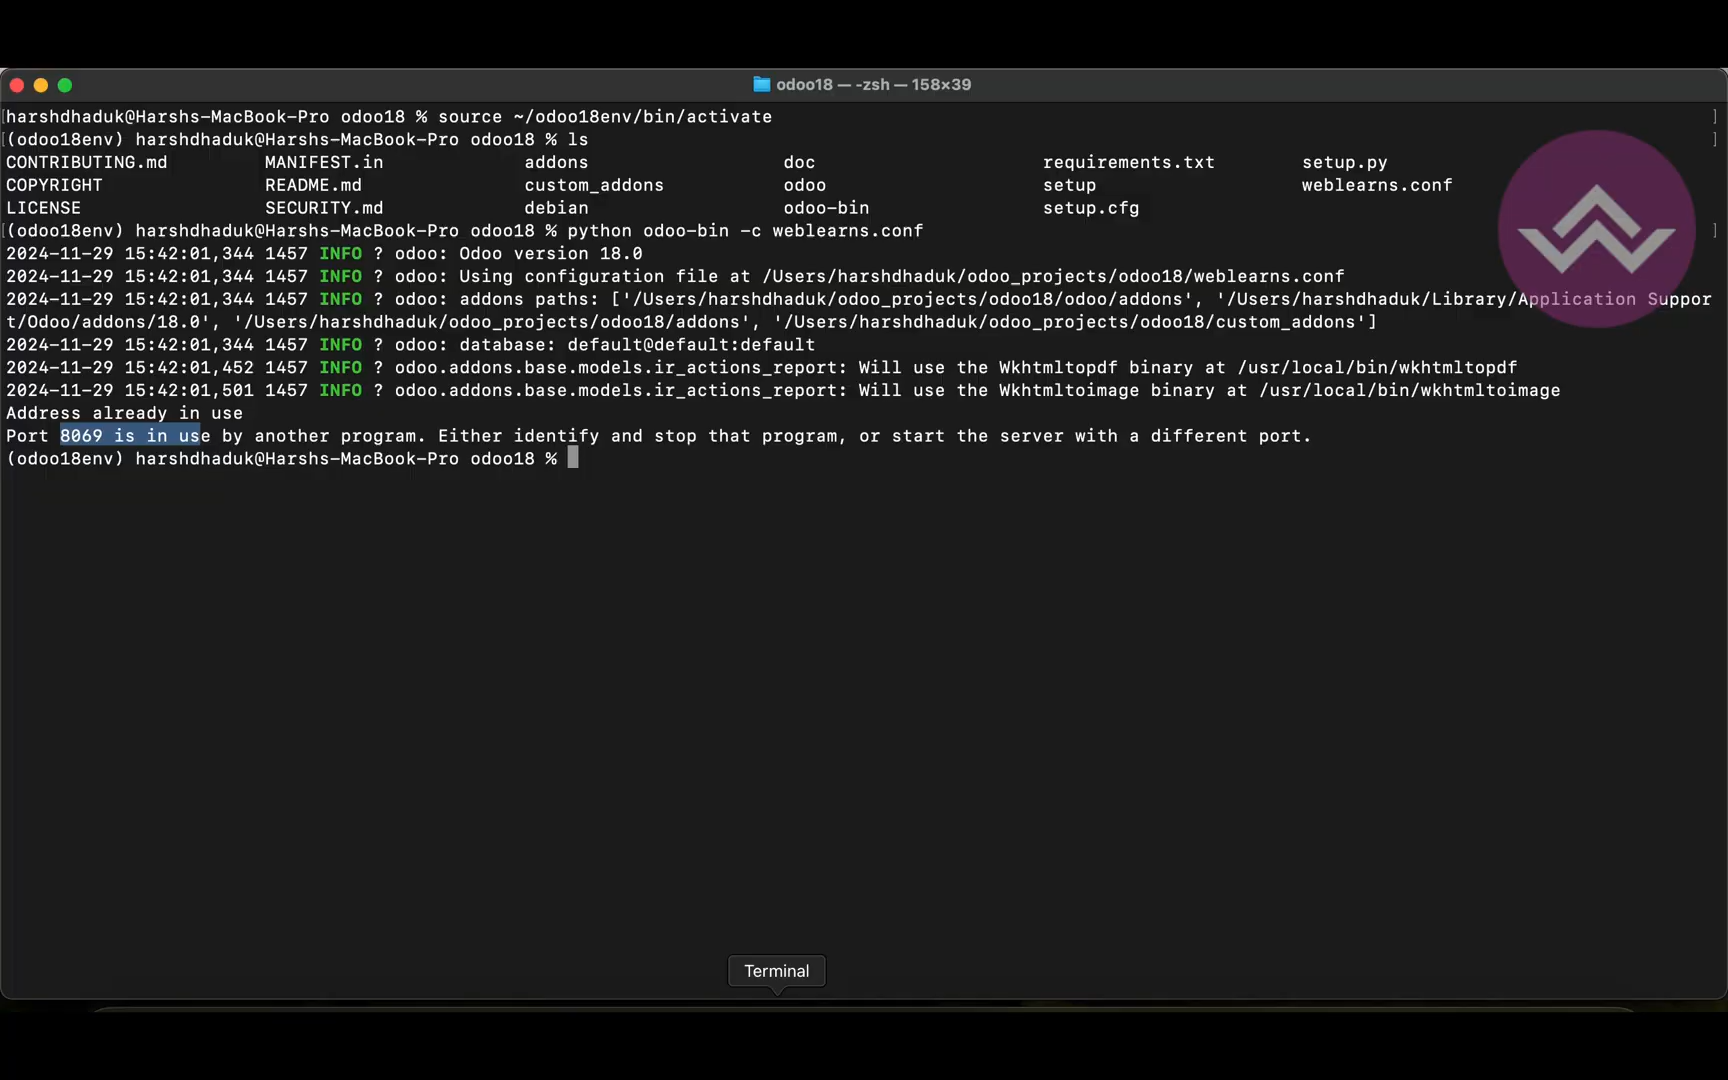 odoo18 — -zsh — 158×39
harshdhaduk@Harshs-MacBook-Pro odoo18 % source ~/odoo18env/bin/activate
(odoo18env) harshdhaduk@Harshs-MacBook-Pro odoo18 % ls
CONTRIBUTING.md MANIFEST.in addons doc requirements.txt setup.py
COPYRIGHT README.md custom_addons odoo setup weblearns.conf
LICENSE SECURITY.md debian odoo-bin setup.cfg
(odoo18env) harshdhaduk@Harshs-MacBook-Pro odoo18 % python odoo-bin -c weblearns.conf
2024-11-29 15:42:01,344 1457 INFO ? odoo: Odoo version 18.0
2024-11-29 15:42:01,344 1457 INFO ? odoo: Using configuration file at /Users/harshdhaduk/odoo_projects/odoo18/weblearns.conf
2024-11-29 15:42:01,344 1457 INFO ? odoo: addons paths: ['/Users/harshdhaduk/odoo_projects/odoo18/odoo/addons', '/Users/harshdhaduk/Library/Application Suppor
t/Odoo/addons/18.0', '/Users/harshdhaduk/odoo_projects/odoo18/addons', '/Users/harshdhaduk/odoo_projects/odoo18/custom_addons']
2024-11-29 15:42:01,344 1457 INFO ? odoo: database: default@default:default
2024-11-29 15:42:01,452 1457 INFO ? odoo.addons.base.models.ir_actions_report: Will use the Wkhtmltopdf binary at /usr/local/bin/wkhtmltopdf
2024-11-29 15:42:01,501 1457 INFO ? odoo.addons.base.models.ir_actions_report: Will use the Wkhtmltoimage binary at /usr/local/bin/wkhtmltoimage
Address already in use
Port 8069 is in use by another program. Either identify and stop that program, or start the server with a different port.
(odoo18env) harshdhaduk@Harshs-MacBook-Pro odoo18 %
Terminal